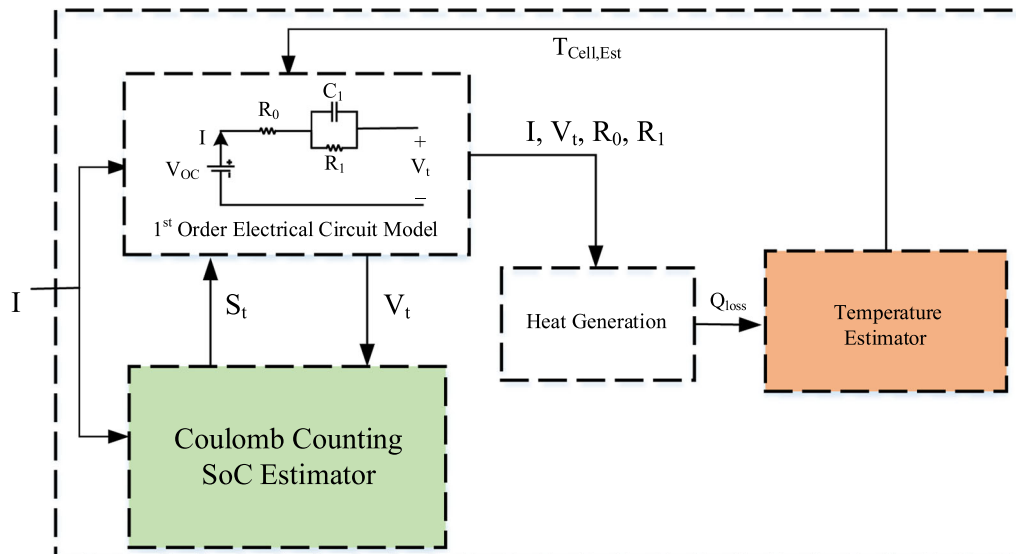 T_Cell,Est
C_1
R_0
I
R_1
V_OC
+
V_t
−
1^st Order Electrical Circuit Model
I, V_t, R_0, R_1
I
S_t
V_t
Heat Generation
Q_loss
Temperature
Estimator
Coulomb Counting
SoC Estimator